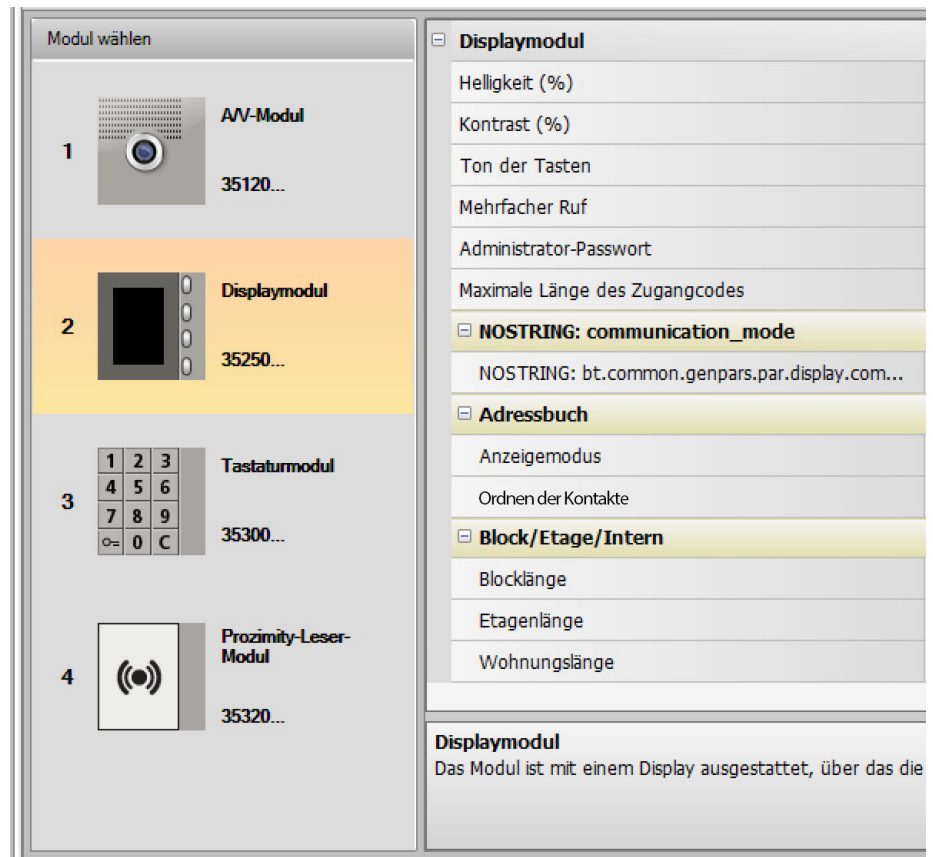 Modul wählen
1
A/V-Modul
35120...
2
Displaymodul
35250...
3
1 2 3
4 5 6
7 8 9
0 C
Tastaturmodul
35300...
4
Prozimity-Leser-
Modul
35320...
Displaymodul
Helligkeit (%)
Kontrast (%)
Ton der Tasten
Mehrfacher Ruf
Administrator-Passwort
Maximale Länge des Zugangcodes
NOSTRING: communication_mode
NOSTRING: bt.common.genpars.par.display.com...
Adressbuch
Anzeigemodus
Ordnen der Kontakte
Block/Etage/Intern
Blocklänge
Etagenlänge
Wohnungslänge
Displaymodul
Das Modul ist mit einem Display ausgestattet, über das die